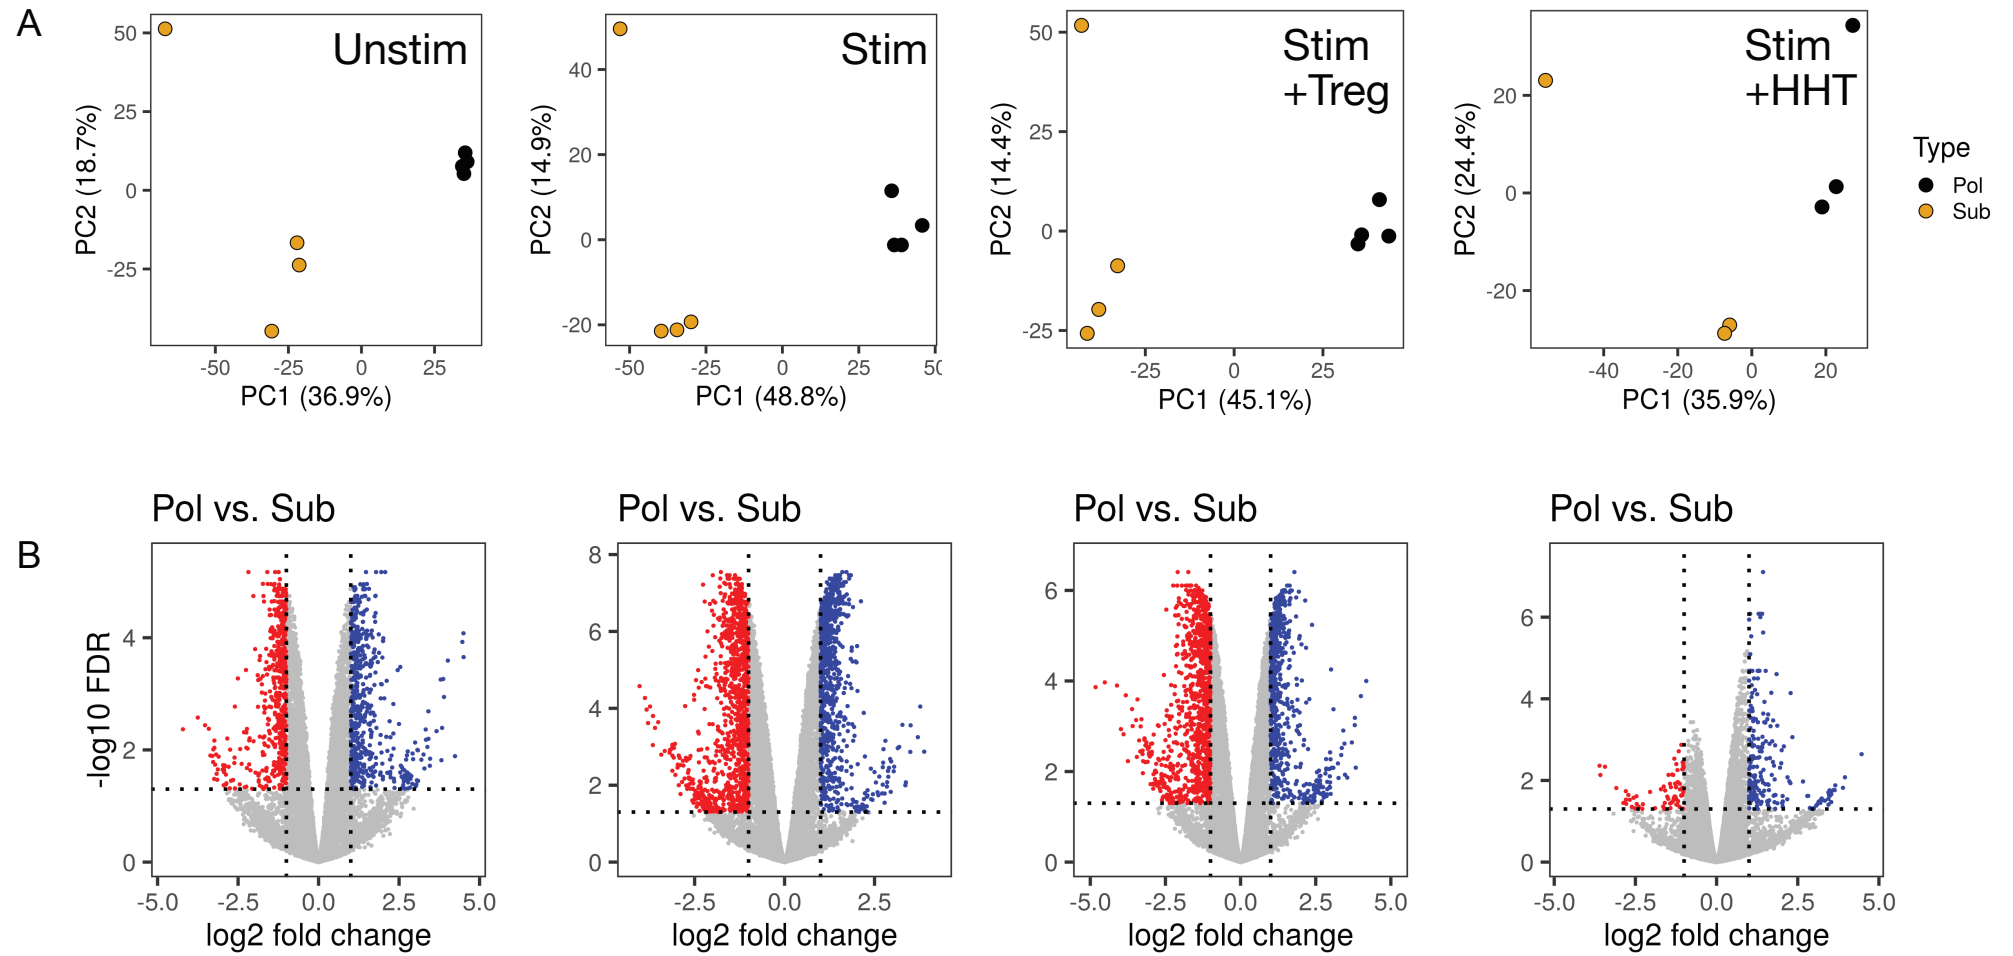 A
Unstim
50
25
0
-25
PC2 (18.7%)
-50
-25
0
25
PC1 (36.9%)
Stim
40
20
0
-20
PC2 (14.9%)
-50
-25
0
25
PC1 (48.8%)
Stim
+Treg
50
25
0
-25
PC2 (14.4%)
-25
0
25
PC1 (45.1%)
Stim
+HHT
20
0
-20
PC2 (24.4%)
-40
-20
0
20
PC1 (35.9%)
Type
Pol
Sub
B
Pol vs. Sub
4
2
0
-log10 FDR
-5.0
-2.5
0.0
2.5
5.0
log2 fold change
Pol vs. Sub
8
6
4
2
0
-2.5
0.0
2.5
log2 fold change
Pol vs. Sub
6
4
2
0
-5.0
-2.5
0.0
2.5
5.0
log2 fold change
Pol vs. Sub
6
4
2
0
-5.0
-2.5
0.0
2.5
5.0
log2 fold change